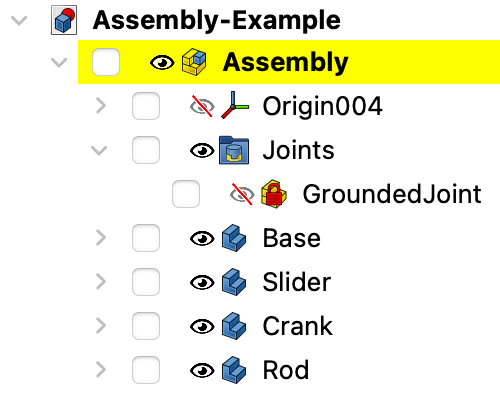 Assembly-Example
Assembly
Origin004
Joints
GroundedJoint
Base
Slider
Crank
Rod